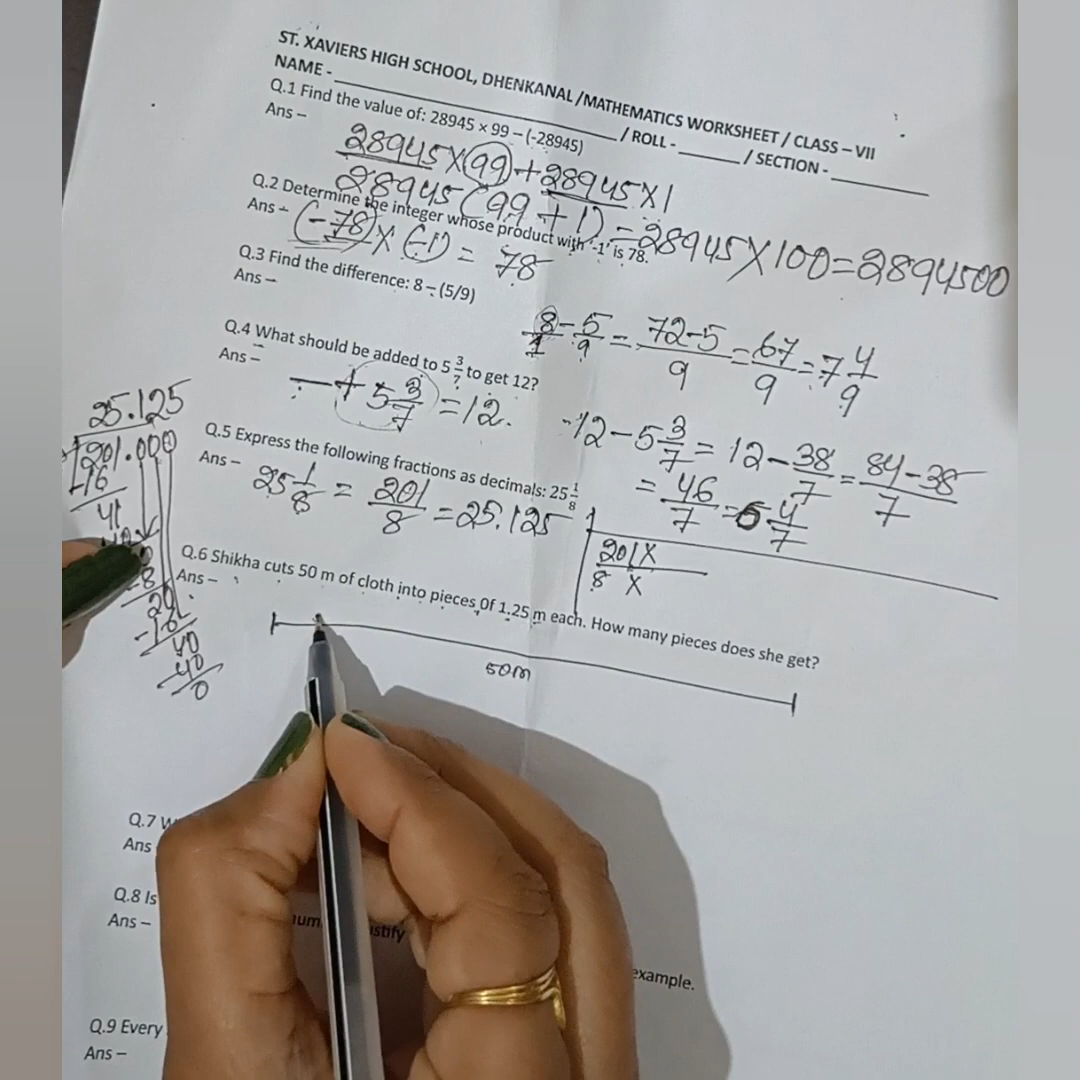 ST. XAVIERS HIGH SCHOOL, DHENKANAL /MATHEMATICS WORKSHEET / CLASS – VII
NAME - ____________ / ROLL - ______ / SECTION - ________
Q.1 Find the value of: 28945 × 99 – (-28945)
Ans –
28945×99+28945×1
28945(99+1)=28945×100=2894500
Q.2 Determine the integer whose product with '-1' is 78.
Ans –
(-78)×(-1)= 78
Q.3 Find the difference: 8 – (5/9)
Ans –
8/1 - 5/9 = 72-5/9 = 67/9 = 7 4/9
Q.4 What should be added to 5 3/7 to get 12?
Ans –
— + 5 3/7 = 12.
12 - 5 3/7 = 12 - 38/7 = 84-38/7
= 46/7 = 6 4/7
Q.5 Express the following fractions as decimals: 25 1/8
Ans –
25 1/8 = 201/8 = 25.125
201 ×
8 ×
25.125
201.000
-16
41
8
20
-16
40
40
0
Q.6 Shikha cuts 50 m of cloth into pieces Of 1.25 m each. How many pieces does she get?
Ans –
50m
Q.7
Ans
Q.8 Is
Ans –
example.
Q.9 Every
Ans –